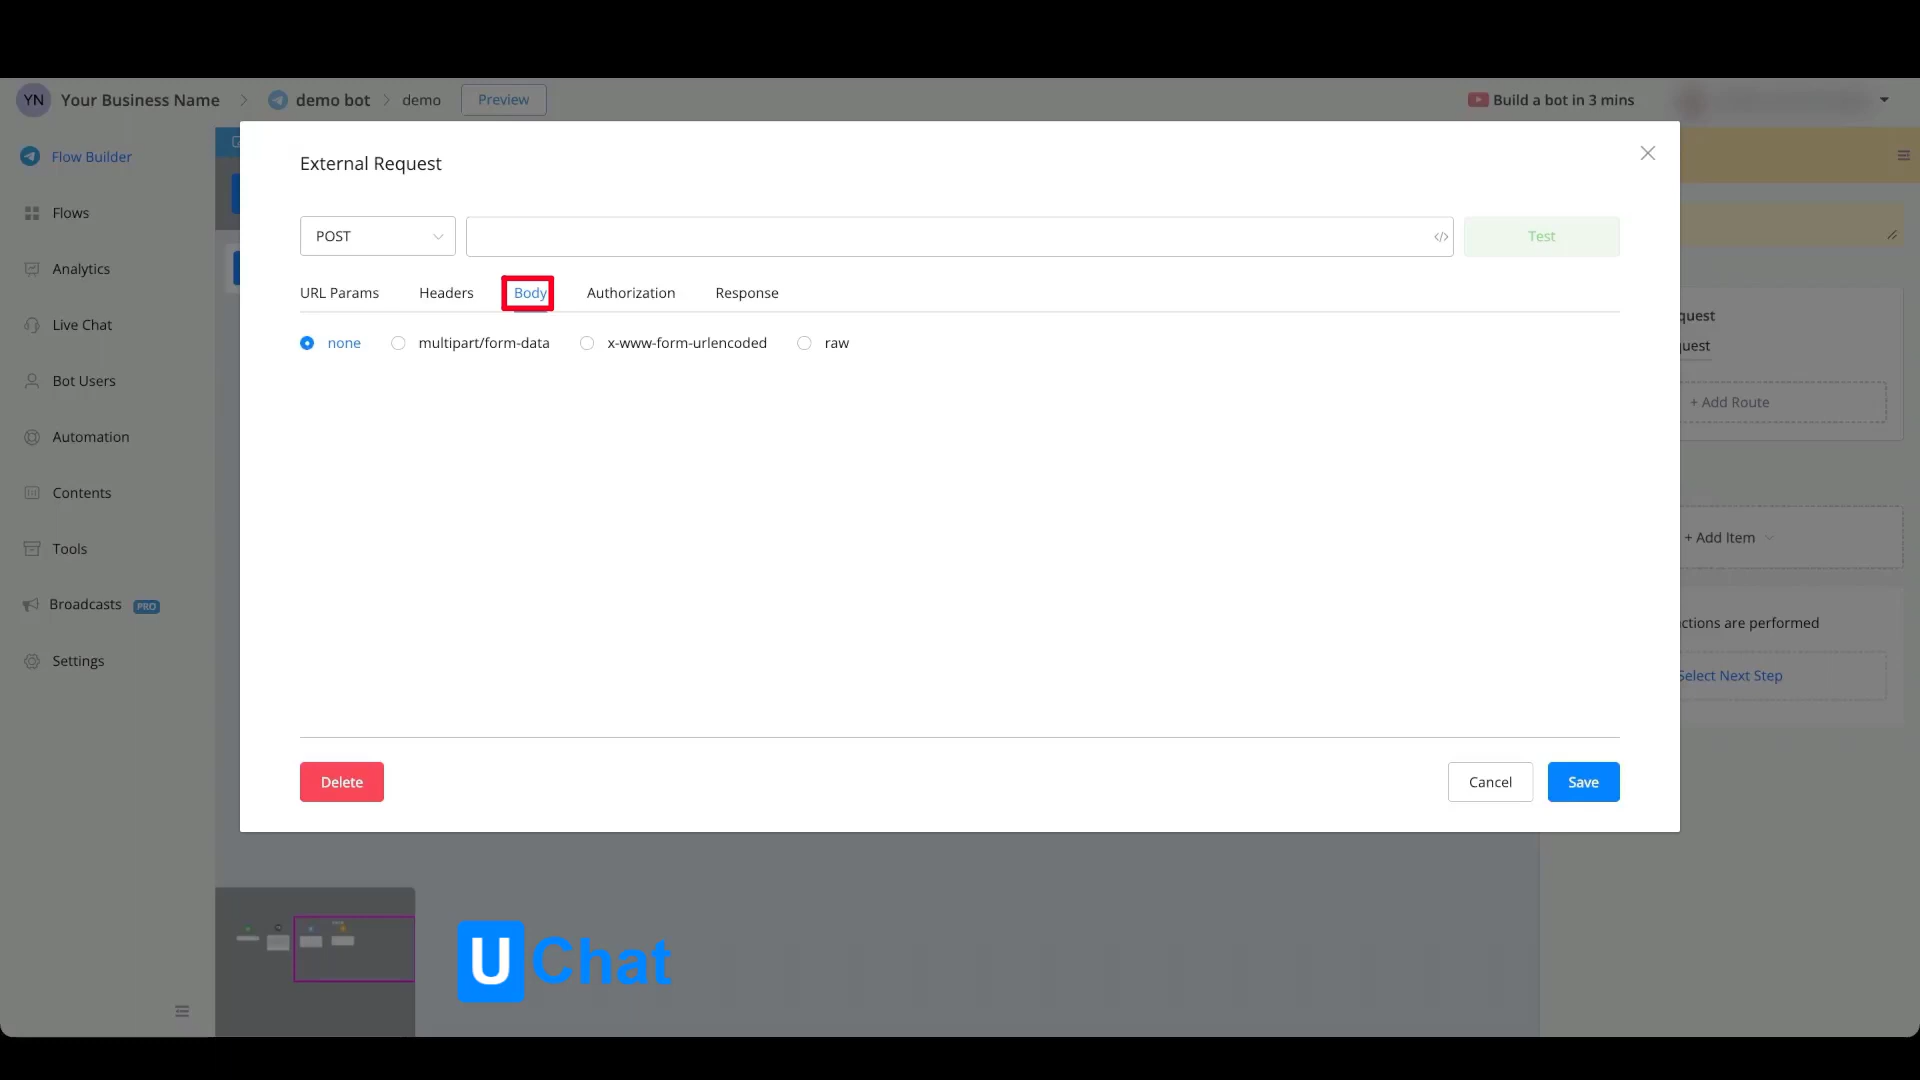 YN Your Business Name > demo bot > demo Preview
Build a bot in 3 mins
Flow Builder
Flows
Analytics
Live Chat
Bot Users
Automation
Contents
Tools
Broadcasts PRO
Settings
External Request
POST
</>
Test
URL Params Headers Body Authorization Response
none multipart/form-data x-www-form-urlencoded raw
Delete
Cancel
Save
quest
quest
+ Add Route
+ Add Item
ctions are performed
Select Next Step
U Chat